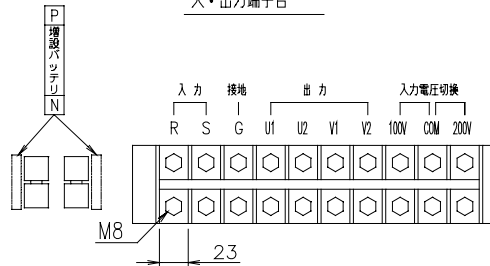 入・出力端子台
P
増設バッテリ
N
入 力
接地
出 力
入力電圧切換
R S G U1 U2 V1 V2 100V COM 200V
M8
23